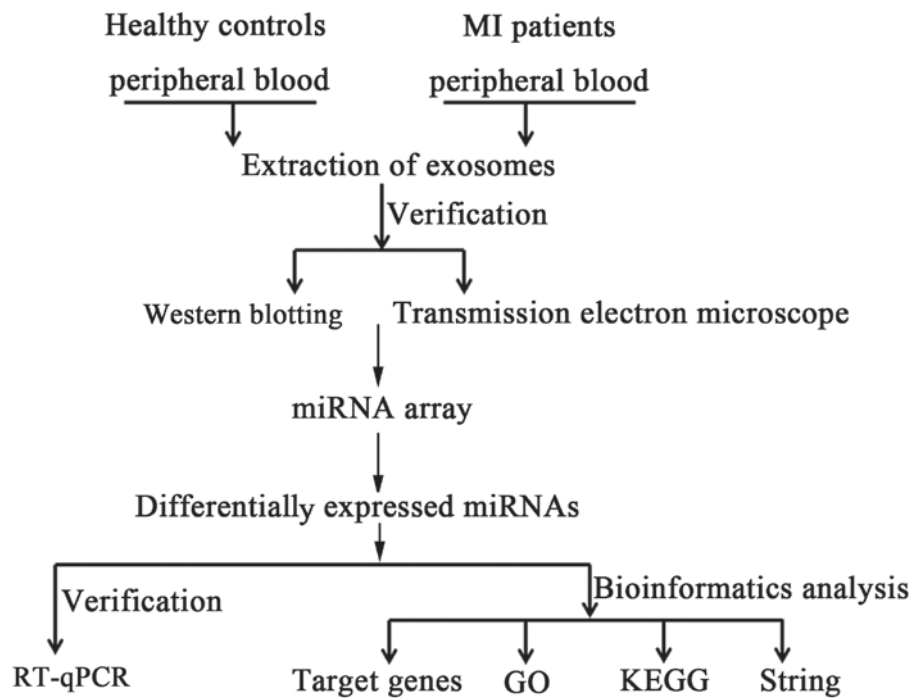 Healthy controls
MI patients
peripheral blood
peripheral blood
Extraction of exosomes
Verification
Western blotting
Transmission electron microscope
miRNA array
Differentially expressed miRNAs
Verification
Bioinformatics analysis
RT-qPCR
Target genes
GO
KEGG
String